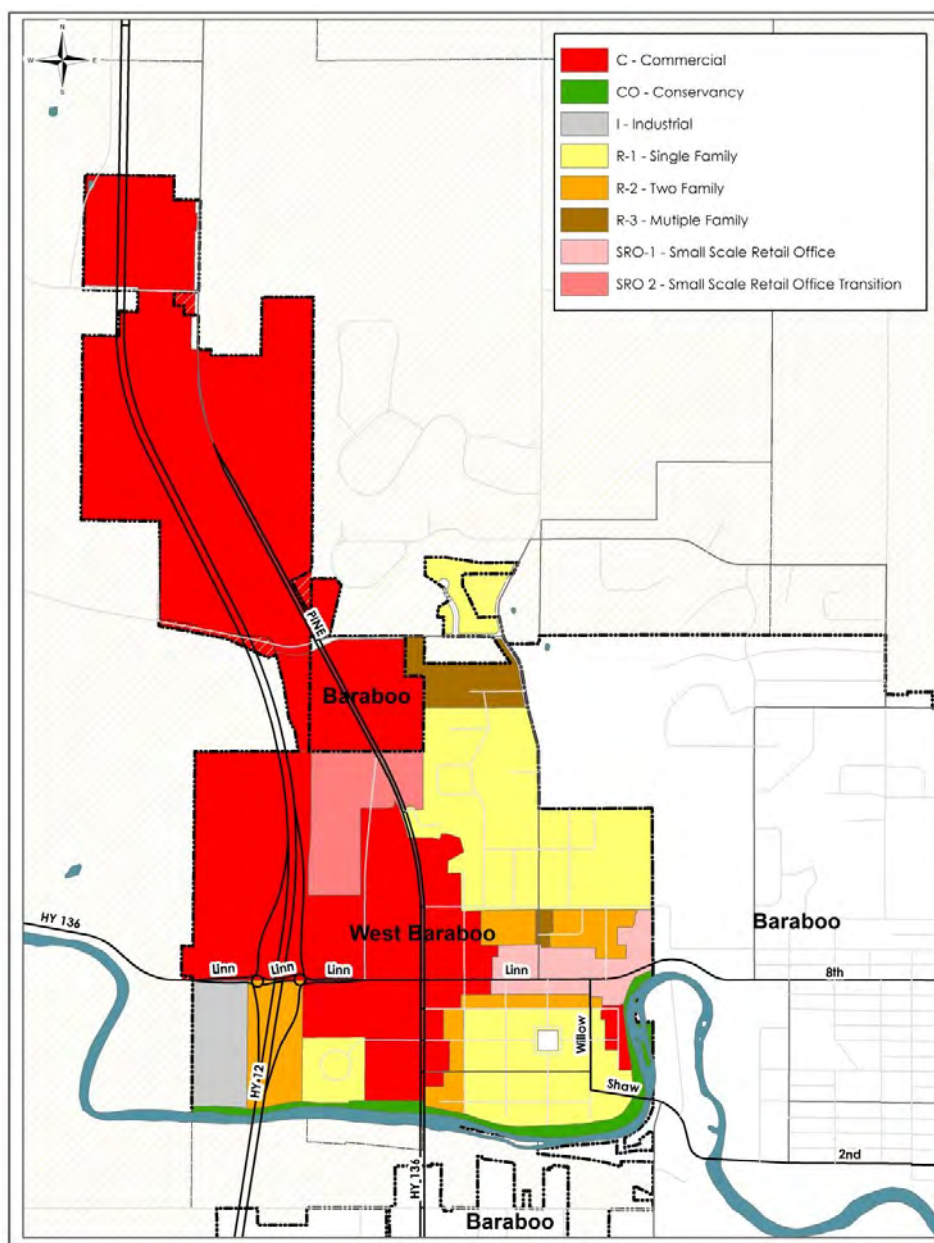 N
W E
S
C - Commercial
CO - Conservancy
I - Industrial
R-1 - Single Family
R-2 - Two Family
R-3 - Mutiple Family
SRO-1 - Small Scale Retail Office
SRO 2 - Small Scale Retail Office Transition
PINE
Baraboo
HY 136
West Baraboo
Baraboo
Linn Linn Linn Linn 8th
Willow
HY 12
Shaw
2nd
HY 136
Baraboo